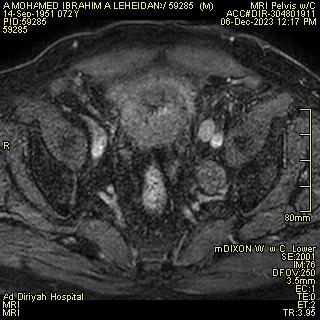 A MOHAMED IBRAHIM A LEHEIDAN:/ 59285 (M)
14-Sep-1951 072Y
PID:59285
59285
MRI Pelvis w/C
ACC#DIR-304801911
06-Dec-2023 12:17 PM
R
80mm
mDIXON W w C Lower
SE:2001
IM:76
DFOV:250
3.5mm
EC:1
TE:0
ET:2
TR:3.95
Ad Diriyah Hospital
MRI
MRI